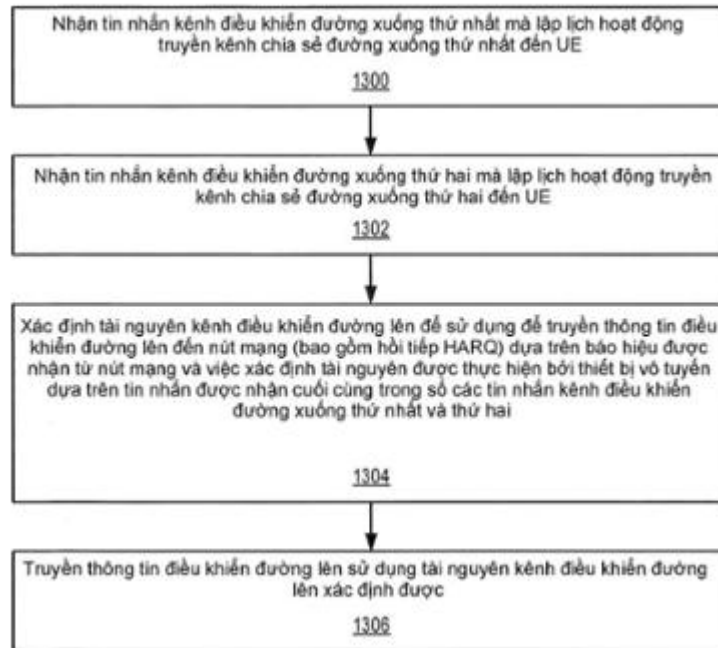 Nhận tin nhắn kênh điều khiển đường xuống thứ nhất mà lập lịch hoạt động
truyền kênh chia sẻ đường xuống thứ nhất đến UE
1300
Nhận tin nhắn kênh điều khiển đường xuống thứ hai mà lập lịch hoạt động truyền
kênh chia sẻ đường xuống thứ hai đến UE
1302
Xác định tài nguyên kênh điều khiển đường lên để sử dụng để truyền thông tin điều
khiển đường lên đến nút mạng (bao gồm hồi tiếp HARQ) dựa trên báo hiệu được
nhận từ nút mạng và việc xác định tài nguyên được thực hiện bởi thiết bị vô tuyến
dựa trên tin nhắn được nhận cuối cùng trong số các tin nhắn kênh điều khiển
đường xuống thứ nhất và thứ hai
1304
Truyền thông tin điều khiển đường lên sử dụng tài nguyên kênh điều khiển đường
lên xác định được
1306